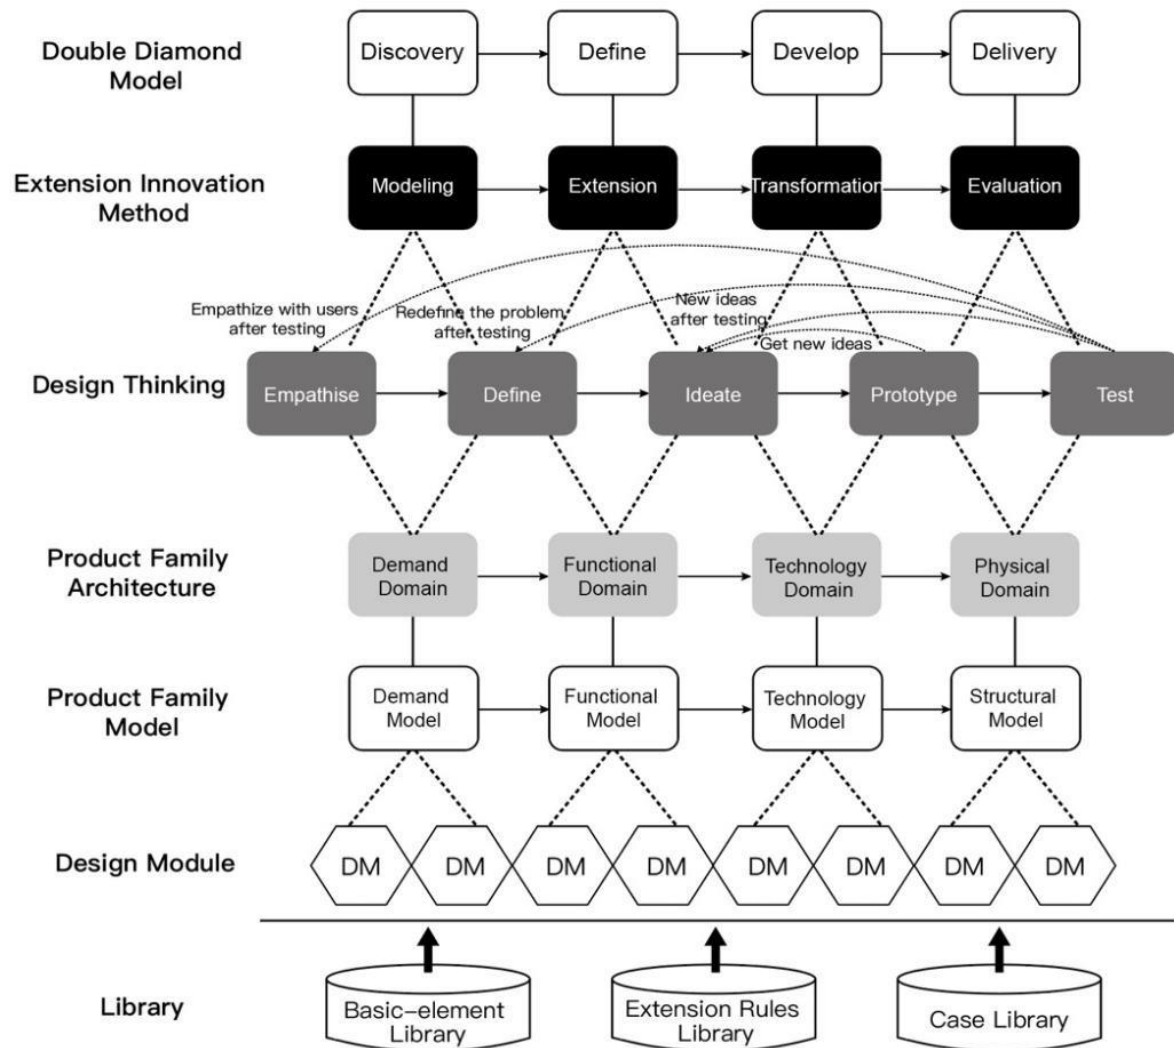 Double Diamond
Model
Discovery
Define
Develop
Delivery
Extension Innovation
Method
Modeling
Extension
Transformation
Evaluation
Empathize with users
after testing
Redefine the problem
after testing
New ideas
after testing
Get new ideas
Design Thinking
Empathise
Define
Ideate
Prototype
Test
Product Family
Architecture
Demand
Domain
Functional
Domain
Technology
Domain
Physical
Domain
Product Family
Model
Demand
Model
Functional
Model
Technology
Model
Structural
Model
Design Module
DM
DM
DM
DM
DM
DM
DM
DM
Library
Basic-element
Library
Extension Rules
Library
Case Library